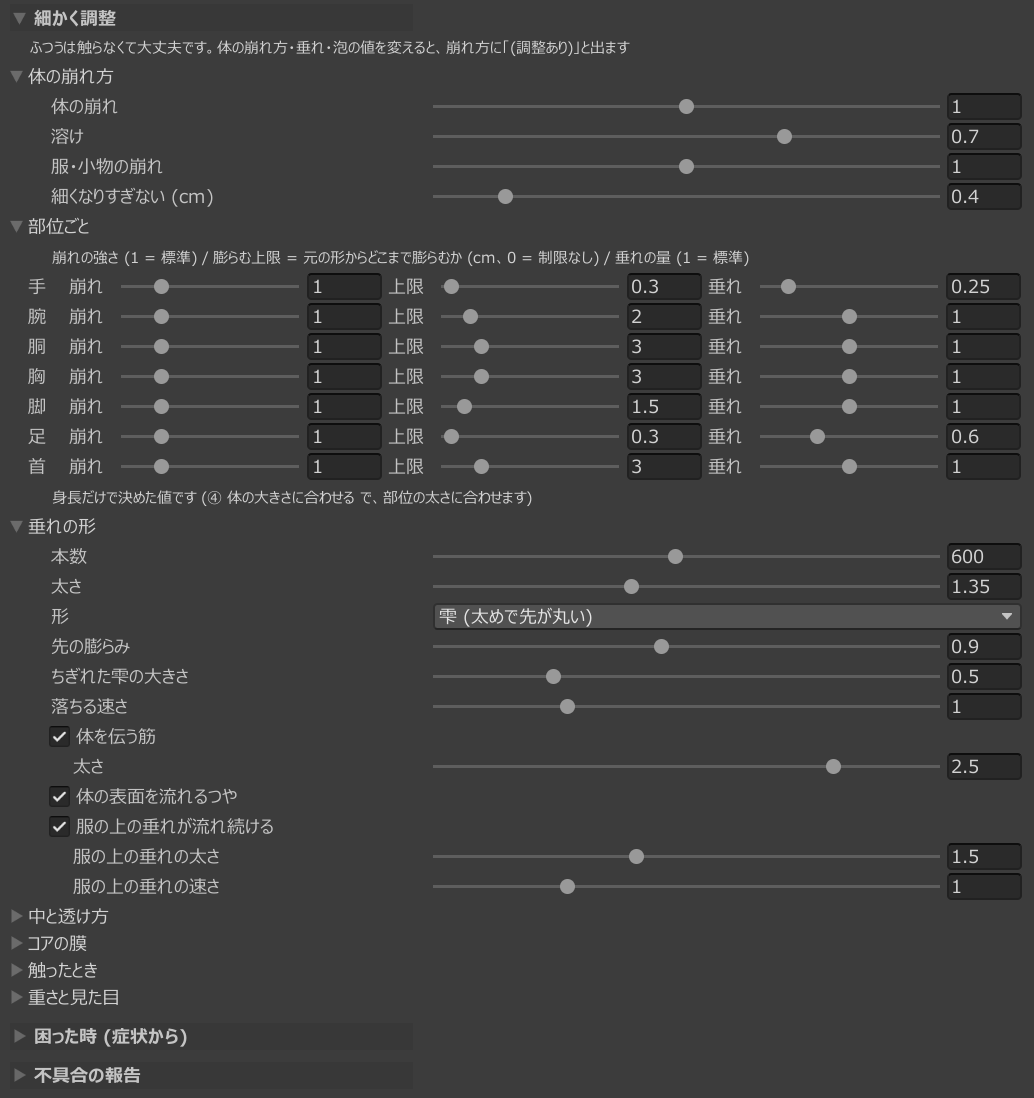 細かく調整
ふつうは触らなくて大丈夫です。体の崩れ方・垂れ・泡の値を変えると、崩れ方に「(調整あり)」と出ます
体の崩れ方
体の崩れ 1
溶け 0.7
服・小物の崩れ 1
細くなりすぎない (cm) 0.4
部位ごと
崩れの強さ (1 = 標準) / 膨らむ上限 = 元の形からどこまで膨らむか (cm、0 = 制限なし) / 垂れの量 (1 = 標準)
手 崩れ 1 上限 0.3 垂れ 0.25
腕 崩れ 1 上限 2 垂れ 1
胴 崩れ 1 上限 3 垂れ 1
胸 崩れ 1 上限 3 垂れ 1
脚 崩れ 1 上限 1.5 垂れ 1
足 崩れ 1 上限 0.3 垂れ 0.6
首 崩れ 1 上限 3 垂れ 1
身長だけで決めた値です (④ 体の大きさに合わせる で、部位の太さに合わせます)
垂れの形
本数 600
太さ 1.35
形 雫 (太めで先が丸い)
先の膨らみ 0.9
ちぎれた雫の大きさ 0.5
落ちる速さ 1
体を伝う筋
太さ 2.5
体の表面を流れるつや
服の上の垂れが流れ続ける
服の上の垂れの太さ 1.5
服の上の垂れの速さ 1
中と透け方
コアの膜
触ったとき
重さと見た目
困った時 (症状から)
不具合の報告